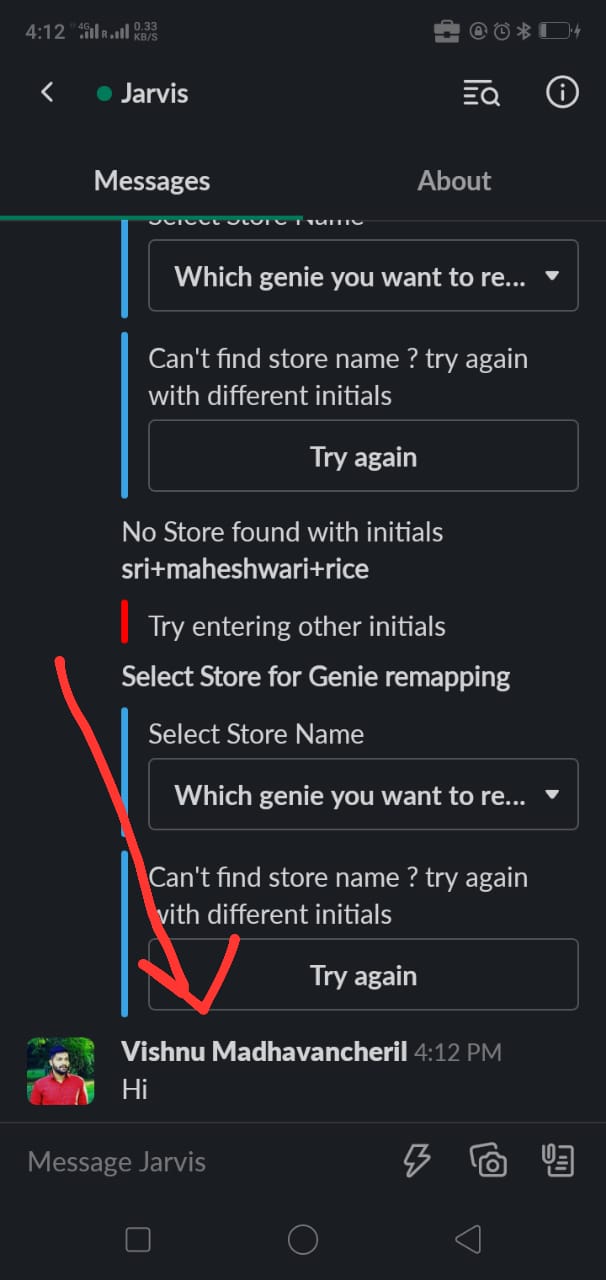 4:12 4G R 0.33
KB/S
Jarvis
Messages About
Select Store Name
Which genie you want to re...
Can't find store name ? try again
with different initials
Try again
No Store found with initials
sri+maheshwari+rice
Try entering other initials
Select Store for Genie remapping
Select Store Name
Which genie you want to re...
Can't find store name ? try again
with different initials
Try again
Vishnu Madhavancheril 4:12 PM
Hi
Message Jarvis